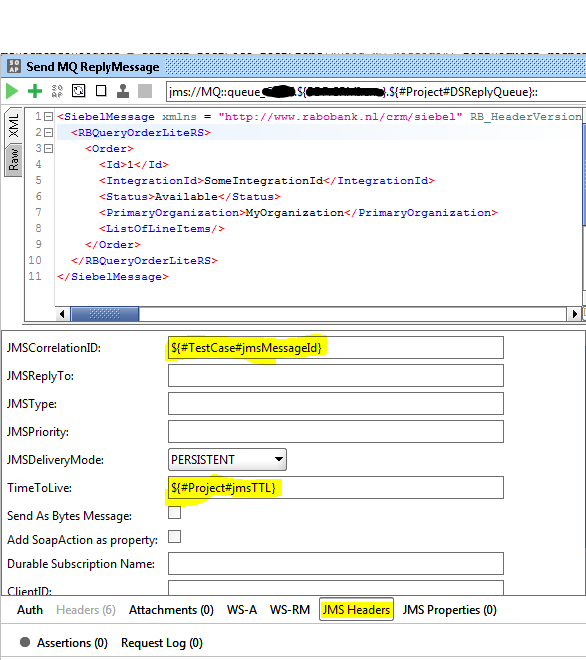 Send MQ ReplyMessage
jms://MQ::queue_ ${ .${#Project#DSReplyQueue}::
XML
Raw
1 <SiebelMessage xmlns = "http://www.rabobank.nl/crm/siebel" RB_HeaderVersion
2 <RBQueryOrderLiteRS>
3 <Order>
4 <Id>1</Id>
5 <IntegrationId>SomeIntegrationId</IntegrationId>
6 <Status>Available</Status>
7 <PrimaryOrganization>MyOrganization</PrimaryOrganization>
8 <ListOfLineItems/>
9 </Order>
10 </RBQueryOrderLiteRS>
11 </SiebelMessage>
JMSCorrelationID: ${#TestCase#jmsMessageId}
JMSReplyTo:
JMSType:
JMSPriority:
JMSDeliveryMode: PERSISTENT
TimeToLive: ${#Project#jmsTTL}
Send As Bytes Message:
Add SoapAction as property:
Durable Subscription Name:
ClientID:
Auth Headers (6) Attachments (0) WS-A WS-RM JMS Headers JMS Properties (0)
Assertions (0) Request Log (0)